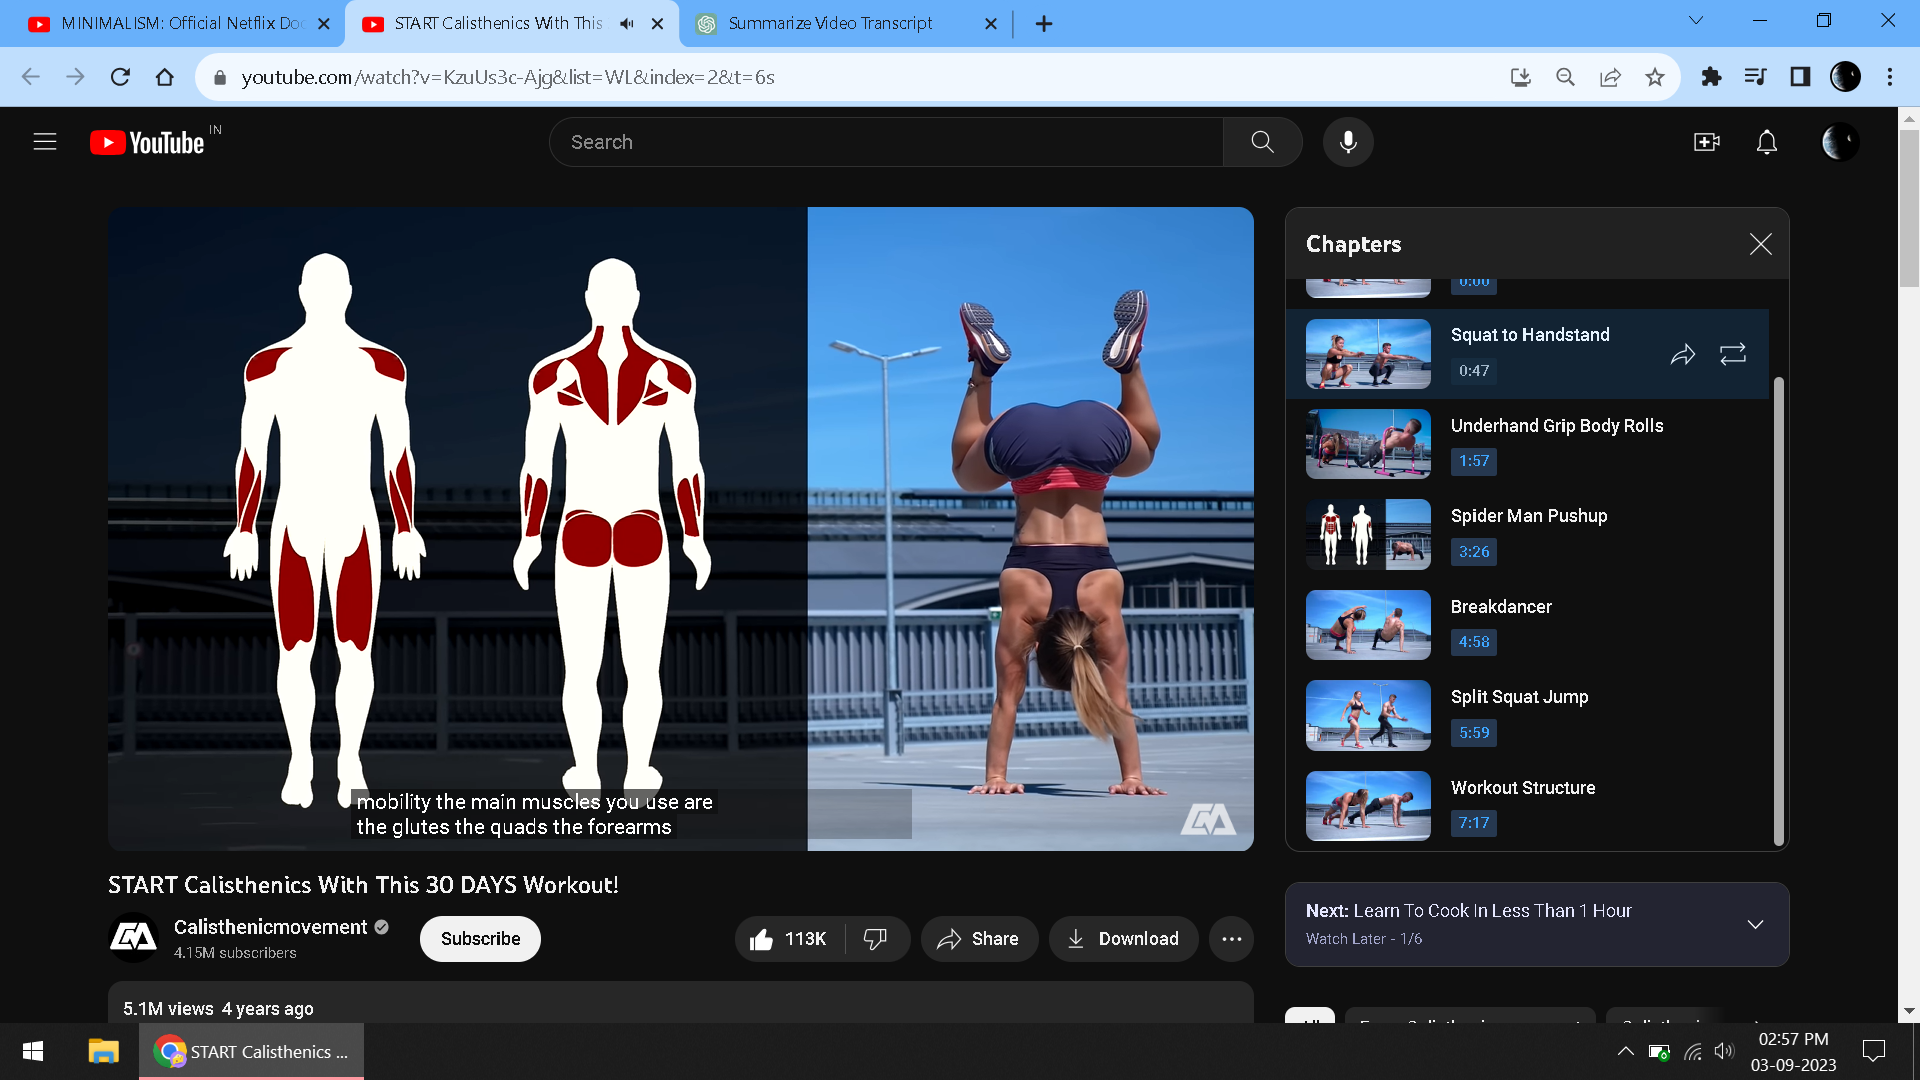 MINIMALISM: Official Netflix Doc
START Calisthenics With This
Summarize Video Transcript
youtube.com/watch?v=KzuUs3c-Ajg&list=WL&index=2&t=6s
YouTube IN
Search
Chapters
0:00
Squat to Handstand
0:47
Underhand Grip Body Rolls
1:57
Spider Man Pushup
3:26
Breakdancer
4:58
Split Squat Jump
5:59
Workout Structure
7:17
mobility the main muscles you use are
the glutes the quads the forearms
START Calisthenics With This 30 DAYS Workout!
Calisthenicmovement
4.15M subscribers
Subscribe
113K
Share
Download
Next: Learn To Cook In Less Than 1 Hour
Watch Later - 1/6
5.1M views 4 years ago
START Calisthenics ...
02:57 PM
03-09-2023